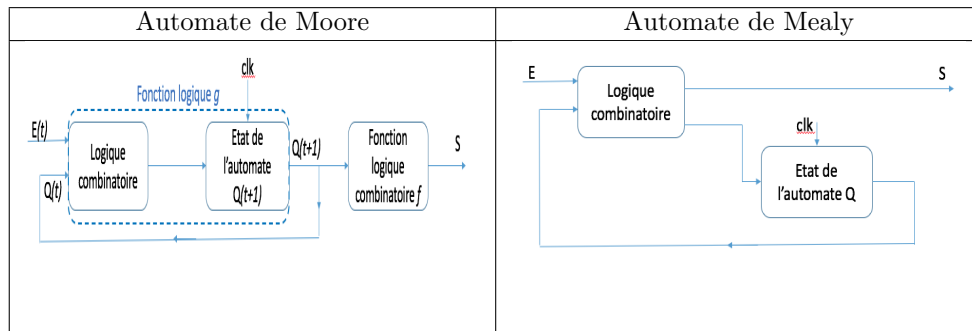 Automate de Moore
Automate de Mealy
clk
Fonction logique g
E(t)
Q(t)
Logique
combinatoire
Etat de
l'automate
Q(t+1)
Q(t+1)
Fonction
logique
combinatoire f
S
E
Logique
combinatoire
S
clk
Etat de
l'automate Q